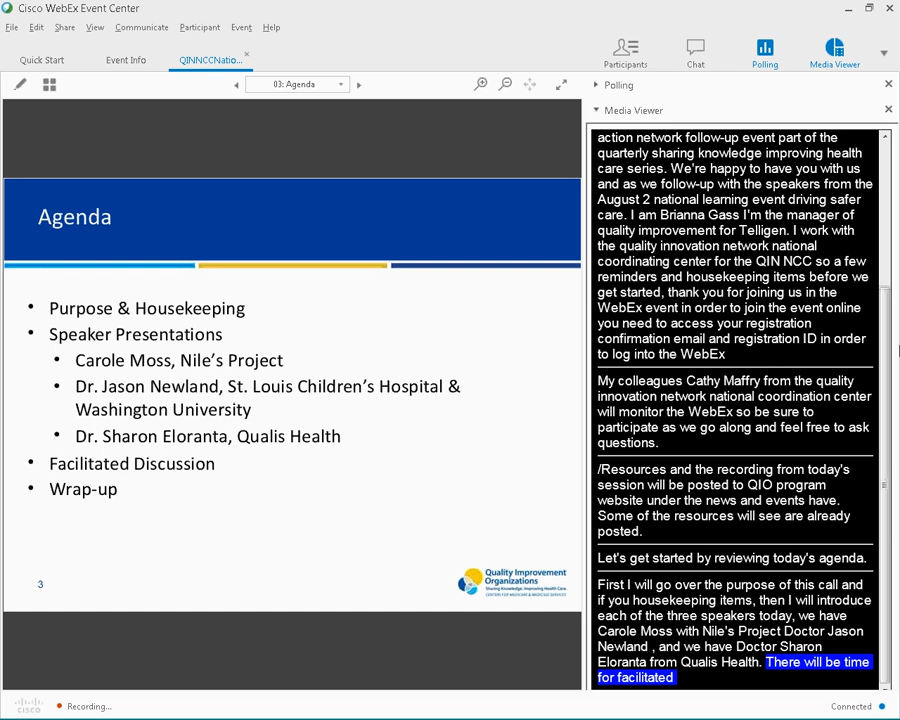 Cisco WebEx Event Center
File Edit Share View Communicate Participant Event Help
Quick Start Event Info QINNCCNatio...
Participants Chat Polling Media Viewer
03: Agenda
Polling
Media Viewer
Agenda
• Purpose & Housekeeping
• Speaker Presentations
• Carole Moss, Nile's Project
• Dr. Jason Newland, St. Louis Children's Hospital &
Washington University
• Dr. Sharon Eloranta, Qualis Health
• Facilitated Discussion
• Wrap-up
3
Quality Improvement
Organizations
Sharing Knowledge. Improving Health Care.
CENTERS FOR MEDICARE & MEDICAID SERVICES
action network follow-up event part of the
quarterly sharing knowledge improving health
care series. We're happy to have you with us
and as we follow-up with the speakers from the
August 2 national learning event driving safer
care. I am Brianna Gass I'm the manager of
quality improvement for Telligen. I work with
the quality innovation network national
coordinating center for the QIN NCC so a few
reminders and housekeeping items before we
get started, thank you for joining us in the
WebEx event in order to join the event online
you need to access your registration
confirmation email and registration ID in order
to log into the WebEx
My colleagues Cathy Maffry from the quality
innovation network national coordination center
will monitor the WebEx so be sure to
participate as we go along and feel free to ask
questions.
/Resources and the recording from today's
session will be posted to QIO program
website under the news and events have.
Some of the resources will see are already
posted.
Let's get started by reviewing today's agenda.
First I will go over the purpose of this call and
if you housekeeping items, then I will introduce
each of the three speakers today, we have
Carole Moss with Nile's Project Doctor Jason
Newland , and we have Doctor Sharon
Eloranta from Qualis Health. There will be time
for facilitated
cisco
Recording...
Connected